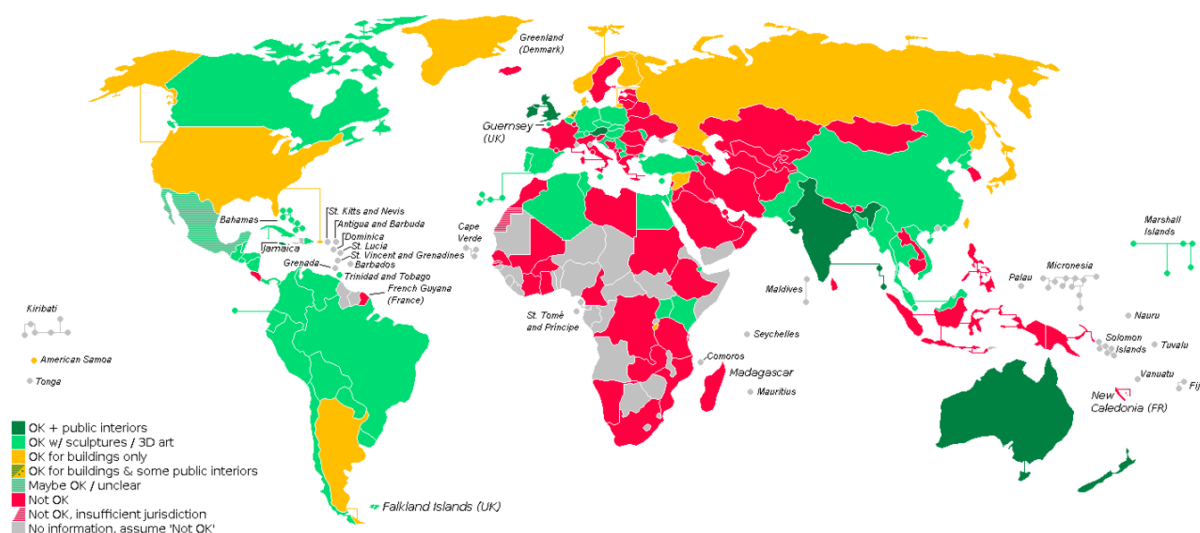 Greenland
(Denmark)
Guernsey
(UK)
Bahamas
Jamaica
St. Kitts and Nevis
Antigua and Barbuda
Dominica
St. Lucia
St. Vincent and Grenadines
Barbados
Grenada
Trinidad and Tobago
French Guyana
(France)
Cape
Verde
St. Tomè
and Príncipe
Maldives
Seychelles
Comoros
Madagascar
Mauritius
Marshall
Islands
Micronesia
Palau
Nauru
Solomon
Islands
Tuvalu
Vanuatu
Fij
New
Caledonia (FR)
Kiribati
American Samoa
Tonga
Falkland Islands (UK)
OK + public interiors
OK w/ sculptures / 3D art
OK for buildings only
OK for buildings & some public interiors
Maybe OK / unclear
Not OK
Not OK, insufficient jurisdiction
No information, assume 'Not OK'